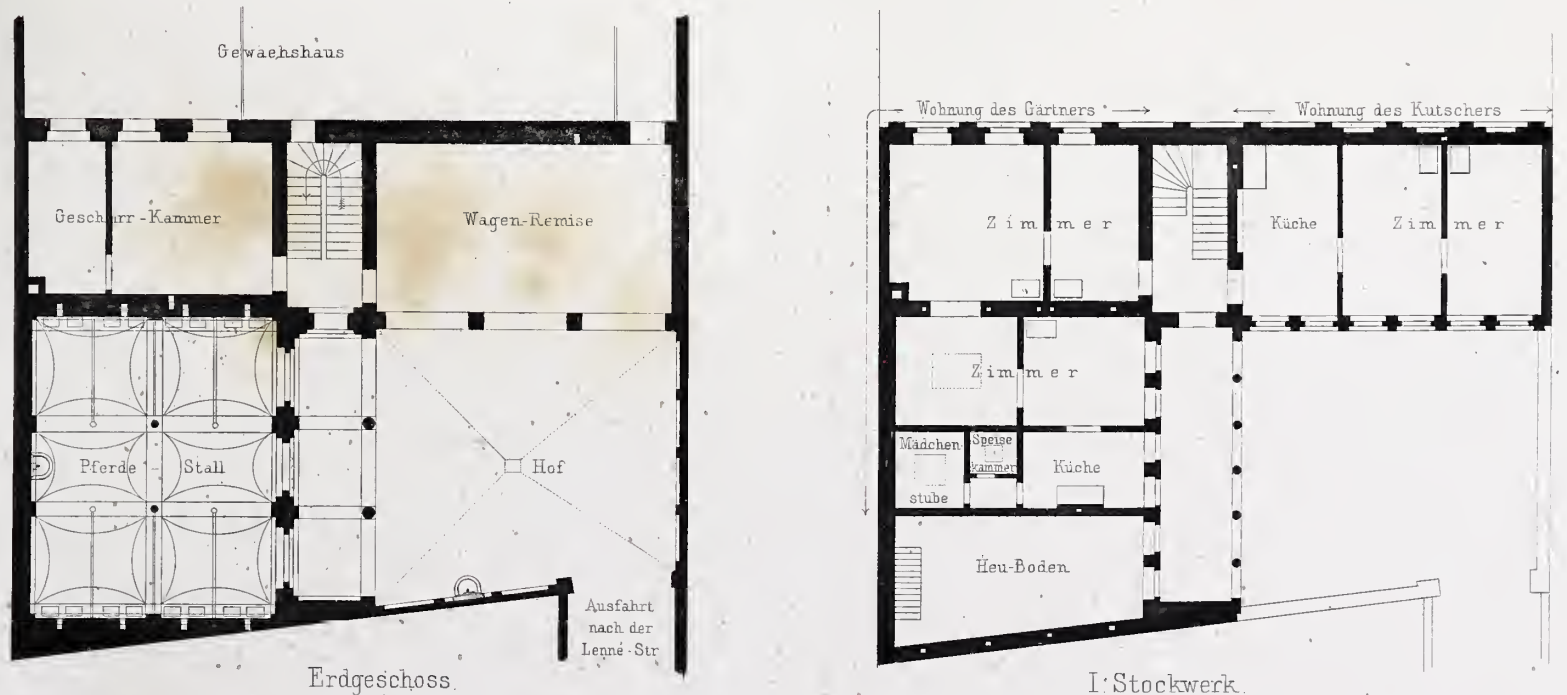 Gewaechshaus
Geschirr-Kammer
Wagen-Remise
Pferde-Stall
Hof
Ausfahrt
nach der
Lenné-Str
Erdgeschoss.
Wohnung des Gärtners
Wohnung des Kutschers
Zimmer
Küche
Zimmer
Zimmer
Mädchen
stube
Speise
kammer
Küche
Heu-Boden
I. Stockwerk.